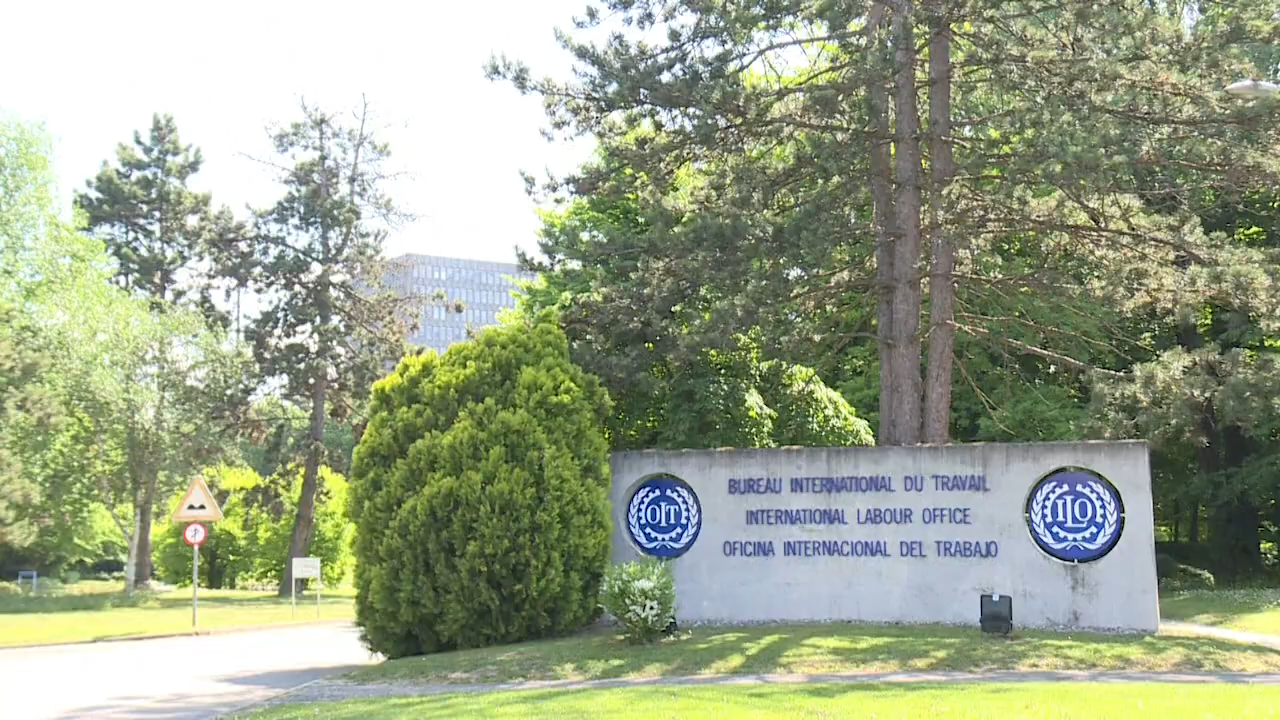 BUREAU INTERNATIONAL DU TRAVAIL
INTERNATIONAL LABOUR OFFICE
OFICINA INTERNACIONAL DEL TRABAJO
OIT
ILO